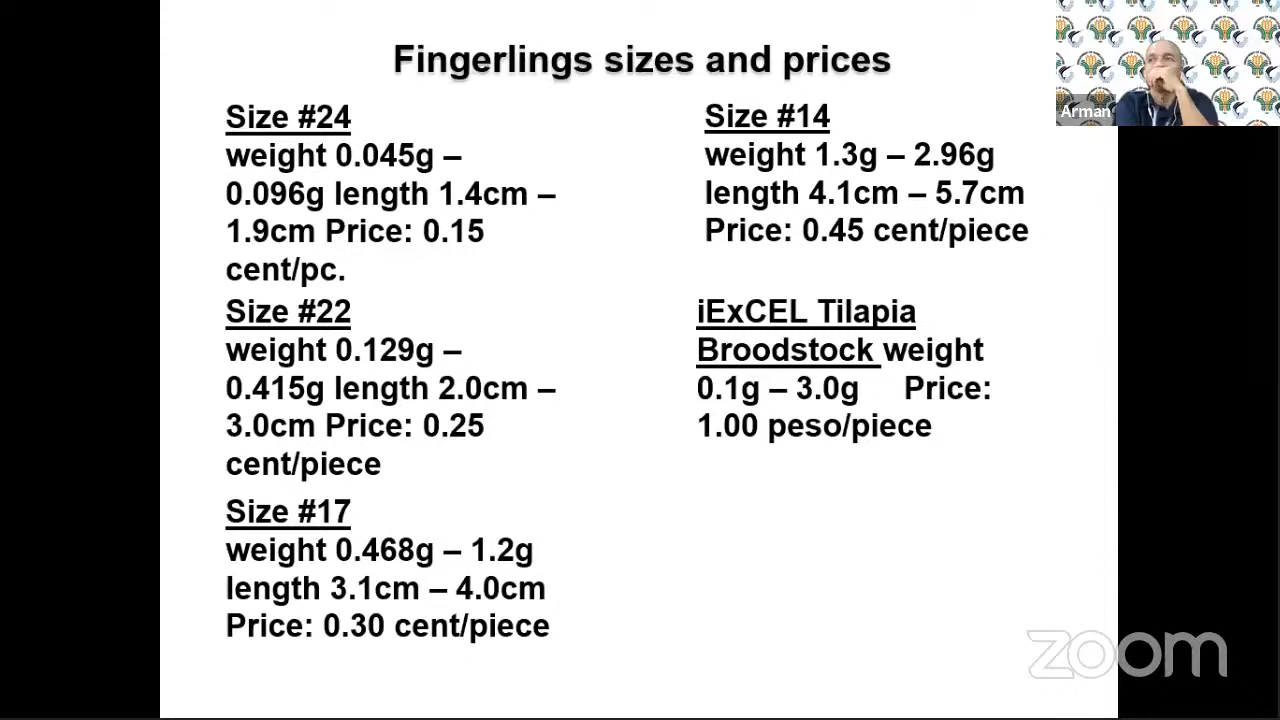 Fingerlings sizes and prices
Size #24
weight 0.045g –
0.096g length 1.4cm –
1.9cm Price: 0.15
cent/pc.
Size #22
weight 0.129g –
0.415g length 2.0cm –
3.0cm Price: 0.25
cent/piece
Size #17
weight 0.468g – 1.2g
length 3.1cm – 4.0cm
Price: 0.30 cent/piece
Size #14
weight 1.3g – 2.96g
length 4.1cm – 5.7cm
Price: 0.45 cent/piece
iExCEL Tilapia
Broodstock weight
0.1g – 3.0g Price:
1.00 peso/piece
Arman
zoom